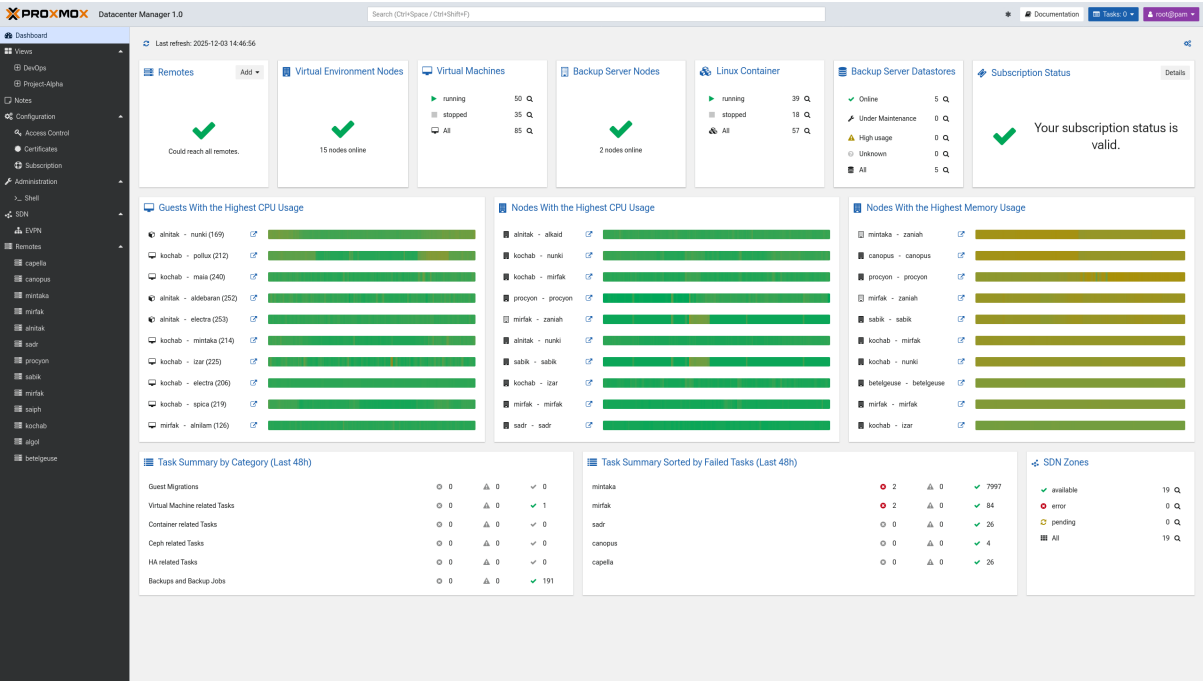 PROXMOX Datacenter Manager 1.0
Search (Ctrl+Space / Ctrl+Shift+F)
Documentation
Tasks: 0
root@pam
Dashboard
Views
DevOps
Project-Alpha
Notes
Configuration
Access Control
Certificates
Subscription
Administration
Shell
SDN
EVPN
Remotes
capella
canopus
mintaka
mirfak
alnitak
sadr
procyon
sabik
mirfak
saiph
kochab
algol
betelgeuse
Last refresh: 2025-12-03 14:46:56
Remotes
Add
Could reach all remotes.
Virtual Environment Nodes
15 nodes online
Virtual Machines
running 50
stopped 35
All 85
Backup Server Nodes
2 nodes online
Linux Container
running 39
stopped 18
All 57
Backup Server Datastores
Online 5
Under Maintenance 0
High usage 0
Unknown 0
All 5
Subscription Status
Details
Your subscription status is
valid.
Guests With the Highest CPU Usage
alnitak - nunki (169)
kochab - pollux (212)
kochab - maia (240)
alnitak - aldebaran (252)
alnitak - electra (253)
kochab - mintaka (214)
kochab - izar (225)
kochab - electra (206)
kochab - spica (219)
mirfak - alnilam (126)
Nodes With the Highest CPU Usage
alnitak - alkaid
kochab - nunki
kochab - mirfak
procyon - procyon
mirfak - zaniah
alnitak - nunki
sabik - sabik
kochab - izar
mirfak - mirfak
sadr - sadr
Nodes With the Highest Memory Usage
mintaka - zaniah
canopus - canopus
procyon - procyon
mirfak - zaniah
sabik - sabik
kochab - mirfak
kochab - nunki
betelgeuse - betelgeuse
mirfak - mirfak
kochab - izar
Task Summary by Category (Last 48h)
Guest Migrations 0 0 0
Virtual Machine related Tasks 0 0 1
Container related Tasks 0 0 0
Ceph related Tasks 0 0 0
HA related Tasks 0 0 0
Backups and Backup Jobs 0 0 191
Task Summary Sorted by Failed Tasks (Last 48h)
mintaka 2 0 7997
mirfak 2 0 84
sadr 0 0 26
canopus 0 0 4
capella 0 0 26
SDN Zones
available 19
error 0
pending 0
All 19